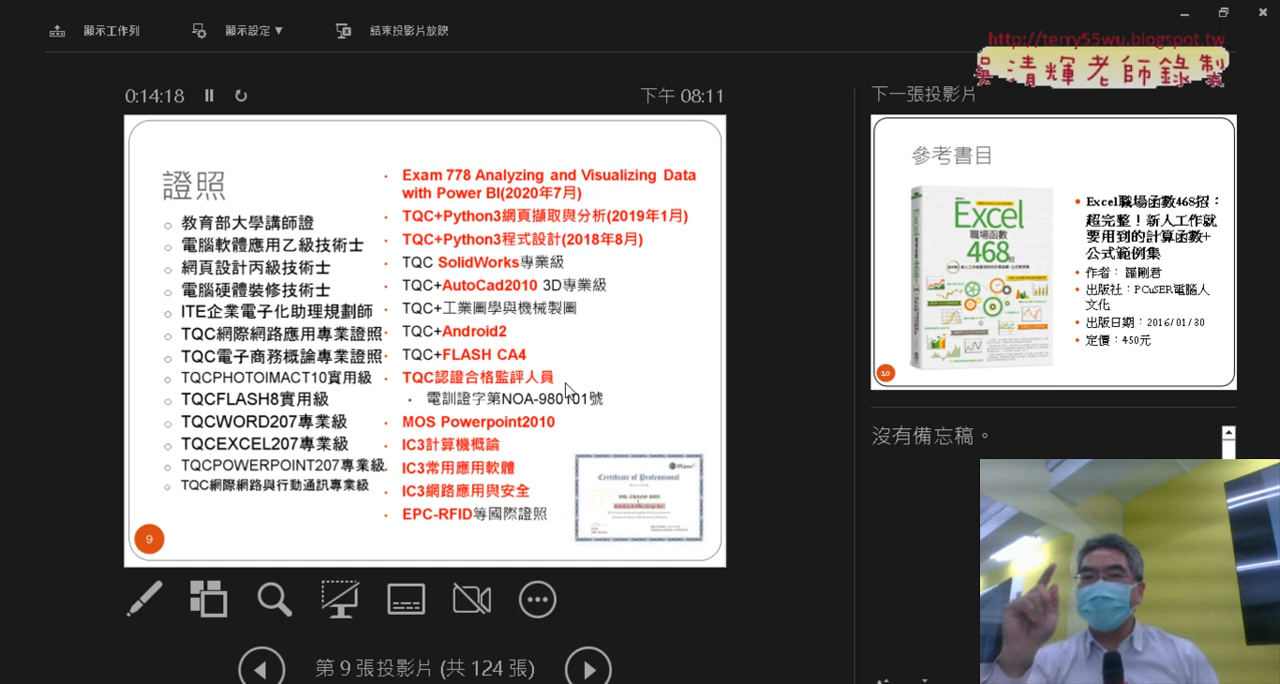 顯示工作列
顯示設定 ▼
結束投影片放映
http://terry55wu.blogspot.tw
吳清輝老師錄製
0:14:18
下午 08:11
下一張投影片
證照
教育部大學講師證
電腦軟體應用乙級技術士
網頁設計丙級技術士
電腦硬體裝修技術士
ITE企業電子化助理規劃師
TQC網際網路應用專業證照
TQC電子商務概論專業證照
TQCPHOTOIMACT10實用級
TQCFLASH8實用級
TQCWORD207專業級
TQCEXCEL207專業級
TQCPOWERPOINT207專業級
TQC網際網路與行動通訊專業級
Exam 778 Analyzing and Visualizing Data
with Power BI(2020年7月)
TQC+Python3網頁擷取與分析(2019年1月)
TQC+Python3程式設計(2018年8月)
TQC SolidWorks專業級
TQC+AutoCad2010 3D專業級
TQC+工業圖學與機械製圖
TQC+Android2
TQC+FLASH CA4
TQC認證合格監評人員
電訓證字第NOA-980101號
MOS Powerpoint2010
IC3計算機概論
IC3常用應用軟體
IC3網路應用與安全
EPC-RFID等國際證照
Certificate of Professional
9
參考書目
Excel
職場函數
468招
Excel職場函數468招：
超完整！新人工作就
要用到的計算函數+
公式範例集
作者：羅剛君
出版社：PCuSER電腦人
文化
出版日期：2016/01/30
定價：450元
10
沒有備忘稿。
第 9 張投影片 (共 124 張)